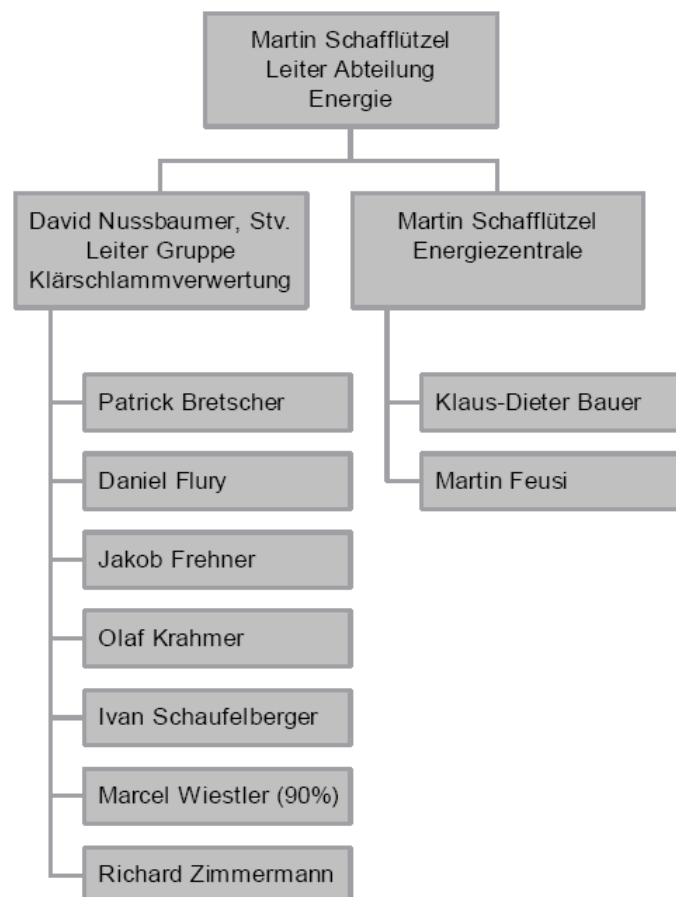 Martin Schafflützel
Leiter Abteilung
Energie
David Nussbaumer, Stv.
Leiter Gruppe
Klärschlammverwertung
Martin Schafflützel
Energiezentrale
Patrick Bretscher
Daniel Flury
Jakob Frehner
Olaf Krahmer
Ivan Schaufelberger
Marcel Wiestler (90%)
Richard Zimmermann
Klaus-Dieter Bauer
Martin Feusi